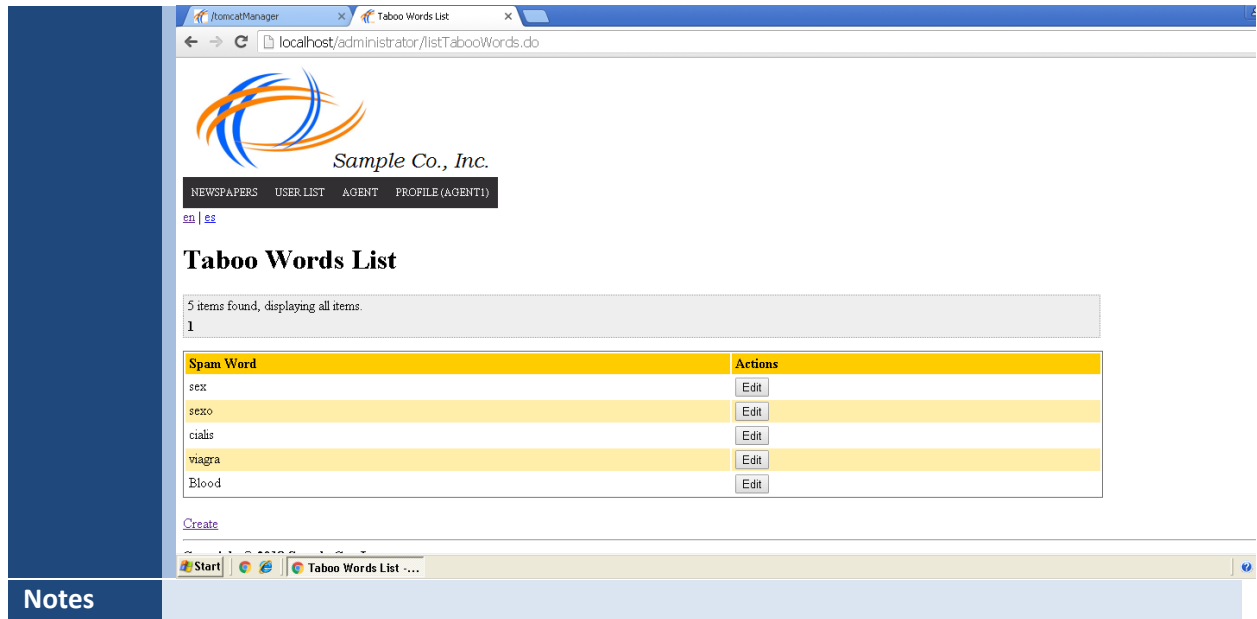 /tomcatManager
Taboo Words List
localhost/administrator/listTabooWords.do
Sample Co., Inc.
NEWSPAPERS USER LIST AGENT PROFILE (AGENT1)
en | es
Taboo Words List
5 items found, displaying all items.
1
Spam Word Actions
sex Edit
sexo Edit
cialis Edit
viagra Edit
Blood Edit
Create
Start Taboo Words List -...
Notes